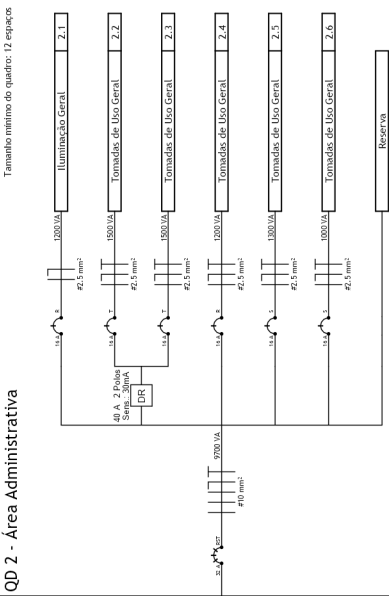 QD 2 - Área Administrativa
Tamanho mínimo do quadro: 12 espaços
32 A
RST
#10 mm²
9700 VA
40 A 2 Polos
Sens.: 30mA
DR
16 A
R
#2.5 mm²
1200 VA
Iluminação Geral
2.1
16 A
T
#2.5 mm²
1500 VA
Tomadas de Uso Geral
2.2
16 A
T
#2.5 mm²
1500 VA
Tomadas de Uso Geral
2.3
16 A
R
#2.5 mm²
1200 VA
Tomadas de Uso Geral
2.4
16 A
S
#2.5 mm²
1300 VA
Tomadas de Uso Geral
2.5
16 A
S
#2.5 mm²
1000 VA
Tomadas de Uso Geral
2.6
Reserva